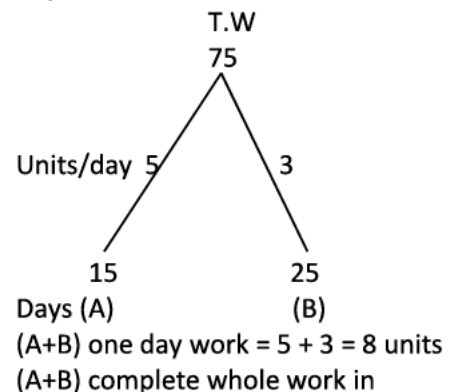 T.W
75
Units/day 5 3
15 25
Days (A) (B)
(A+B) one day work = 5 + 3 = 8 units
(A+B) complete whole work in